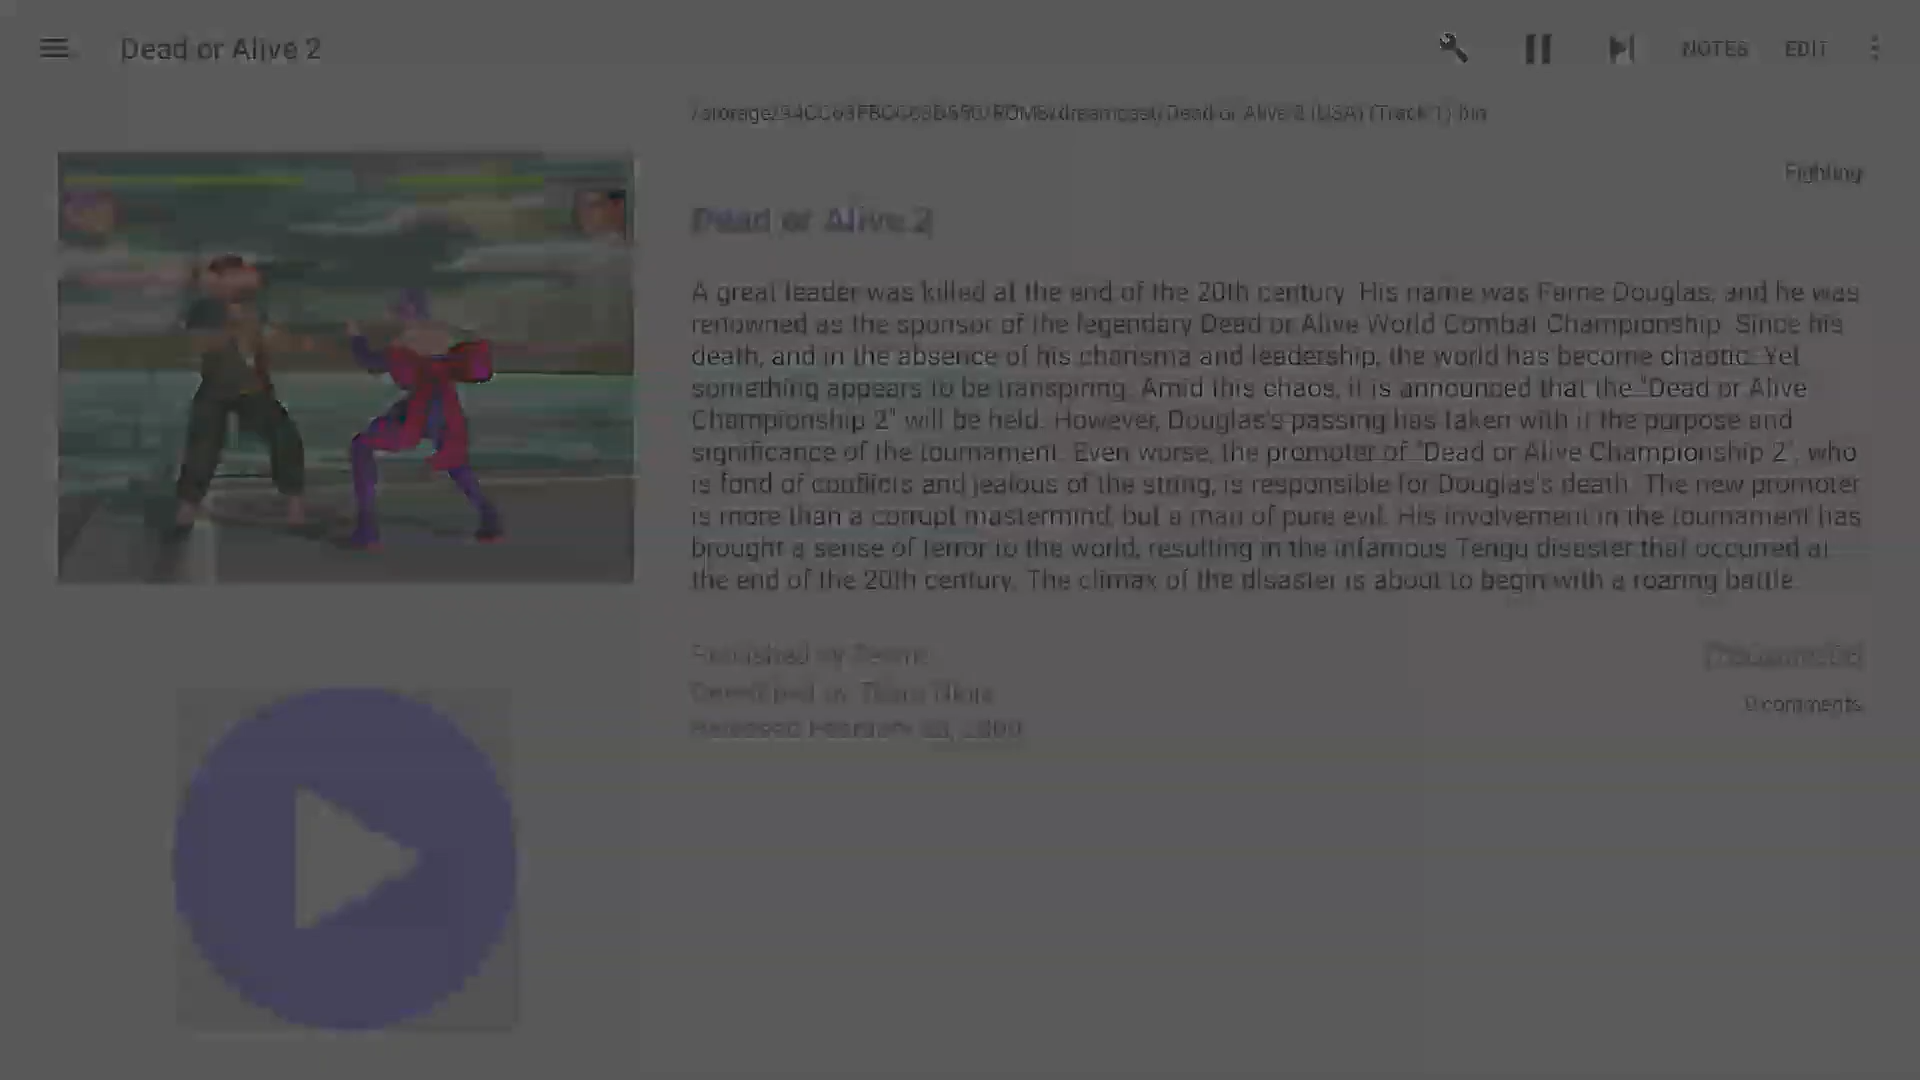 Dead or Alive 2
NOTES EDIT
(USA) (Track 1).bin
Fighting
Dead or Alive 2
A great leader was killed at the end of the 20th century. His name was Fame Douglas, and he was
renowned as the sponsor of the legendary Dead or Alive World Combat Championship. Since his
death, and in the absence of his charisma and leadership, the world has become chaotic. Yet
something appears to be transpiring. Amid this chaos, it is announced that the "Dead or Alive
Championship 2" will be held. However, Douglas's passing has taken with it the purpose and
significance of the tournament. Even worse, the promoter of "Dead or Alive Championship 2", who
is fond of conflicts and jealous of the string, is responsible for Douglas's death. The new promoter
is more than a corrupt mastermind, but a man of pure evil. His involvement in the tournament has
brought a sense of terror to the world, resulting in the infamous Tengu disaster that occurred at
the end of the 20th century. The climax of the disaster is about to begin with a roaring battle.
Published by
Developed by
Released February
0 comments